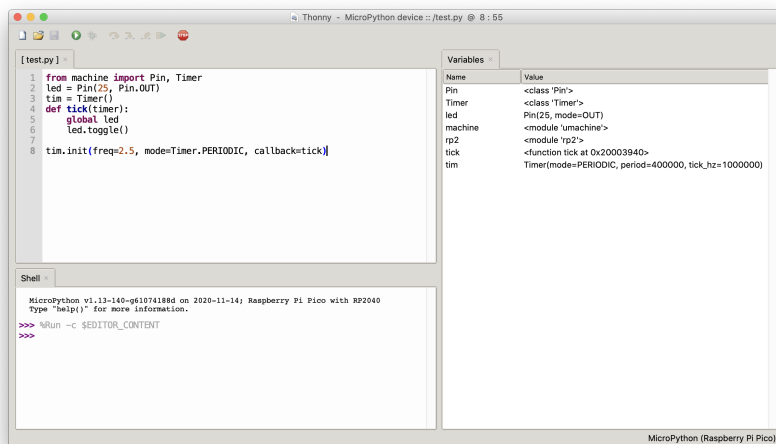 Thonny - MicroPython device :: /test.py @ 8 : 55
STOP
[ test.py ] ×
1 from machine import Pin, Timer
2 led = Pin(25, Pin.OUT)
3 tim = Timer()
4 def tick(timer):
5     global led
6     led.toggle()
7
8 tim.init(freq=2.5, mode=Timer.PERIODIC, callback=tick)
Shell ×
MicroPython v1.13-140-g61074188d on 2020-11-14; Raspberry Pi Pico with RP2040
Type "help()" for more information.
>>> %Run -c $EDITOR_CONTENT
>>>
Variables ×
Name Value
Pin <class 'Pin'>
Timer <class 'Timer'>
led Pin(25, mode=OUT)
machine <module 'umachine'>
rp2 <module 'rp2'>
tick <function tick at 0x20003940>
tim Timer(mode=PERIODIC, period=400000, tick_hz=1000000)
MicroPython (Raspberry Pi Pico)